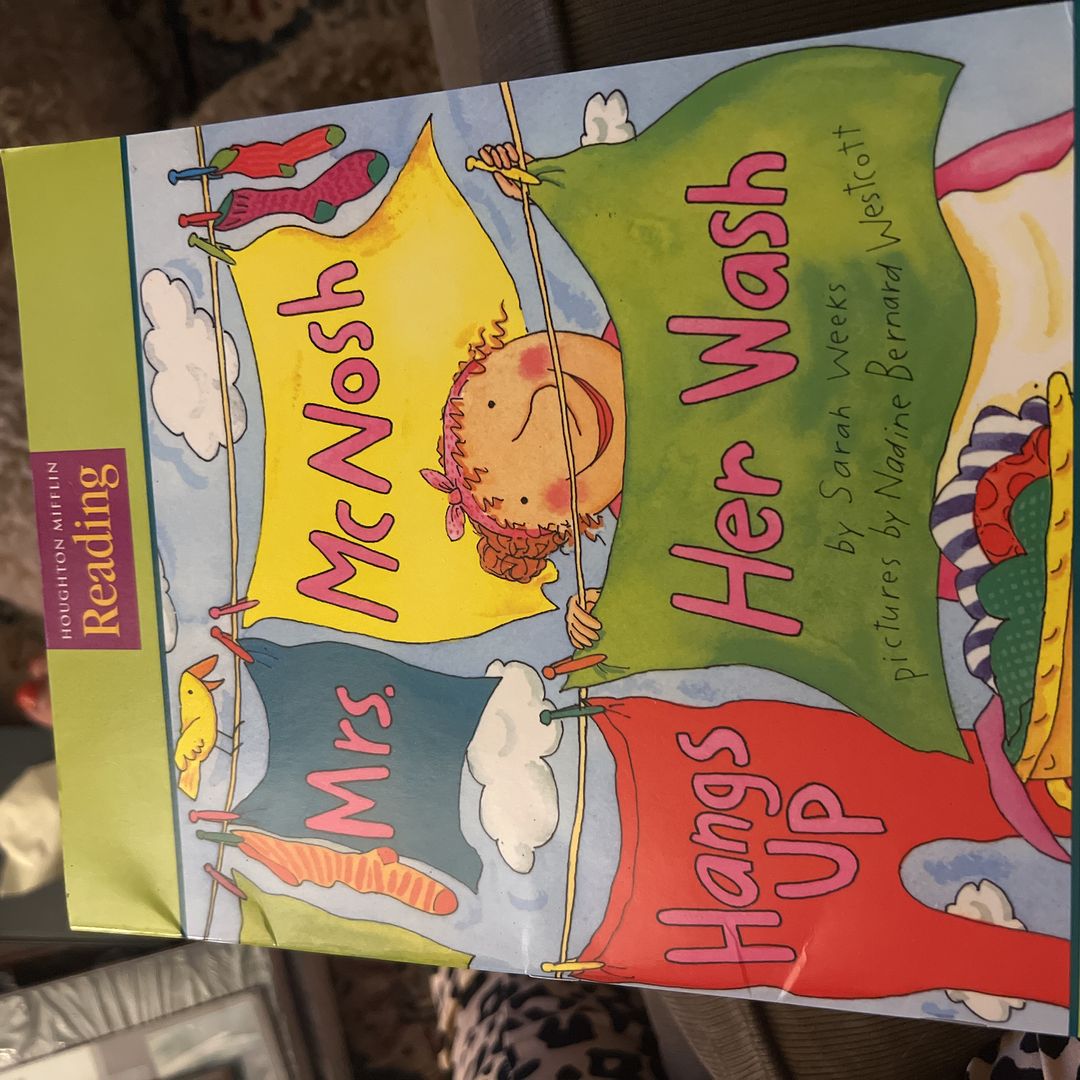 HOUGHTON MIFFLIN
Reading
Mrs. McNosh
Hangs Up Her Wash
by Sarah Weeks
pictures by Nadine Bernard Westcott